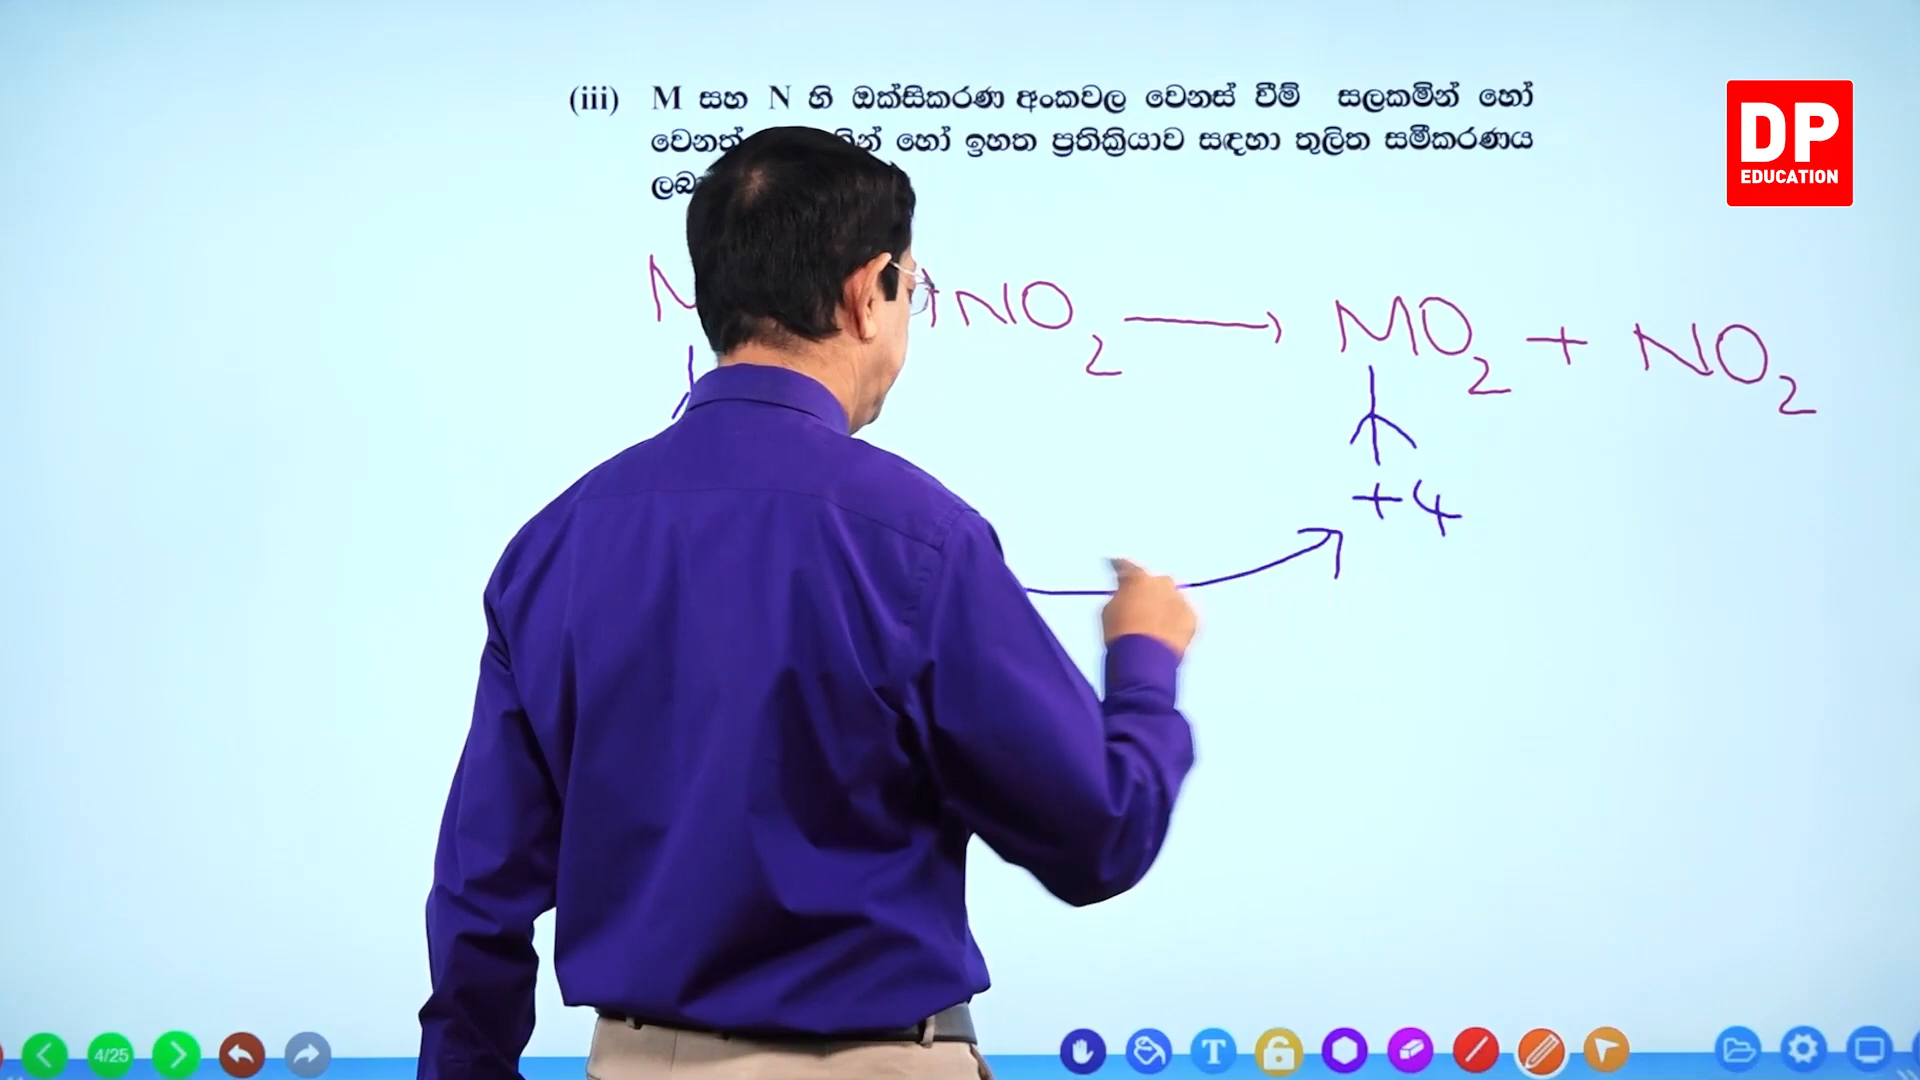 (iii) M සහ N හි ඔක්සිකරණ අංකවල වෙනස් වීම් සලකමින් හෝ
හෝ ඉහත ප්‍රතික්‍රියාව සඳහා තුලිත සමීකරණය
DP
EDUCATION
+ NO2 → MO2 + NO2
+4
4/25
T